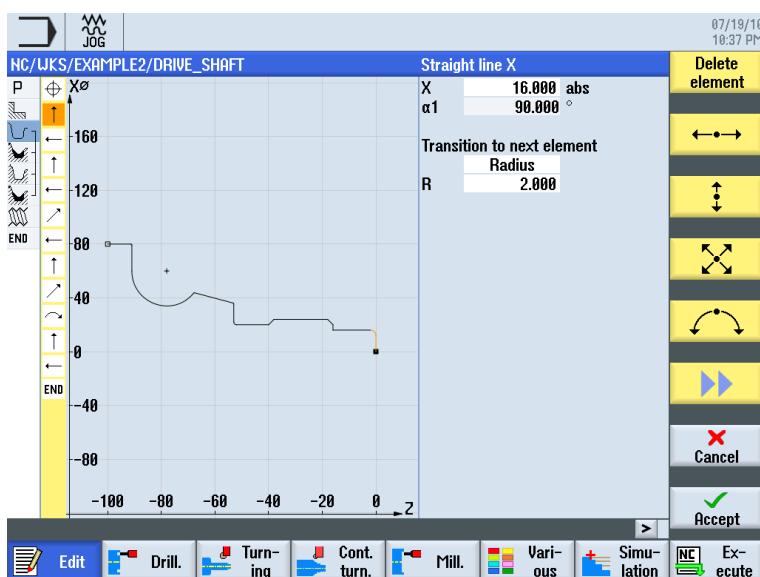 JOG
07/19/10
10:37 PM
NC/WKS/EXAMPLE2/DRIVE_SHAFT
Straight line X
Delete
element
P
XØ
X 16.000 abs
α1 90.000 °
Transition to next element
Radius
R 2.000
160
120
80
40
0
-40
-80
END
END
-100 -80 -60 -40 -20 0 Z
Cancel
Accept
>
Edit
Drill.
Turn-
ing
Cont.
turn.
Mill.
Vari-
ous
Simu-
lation
NC
Ex-
ecute